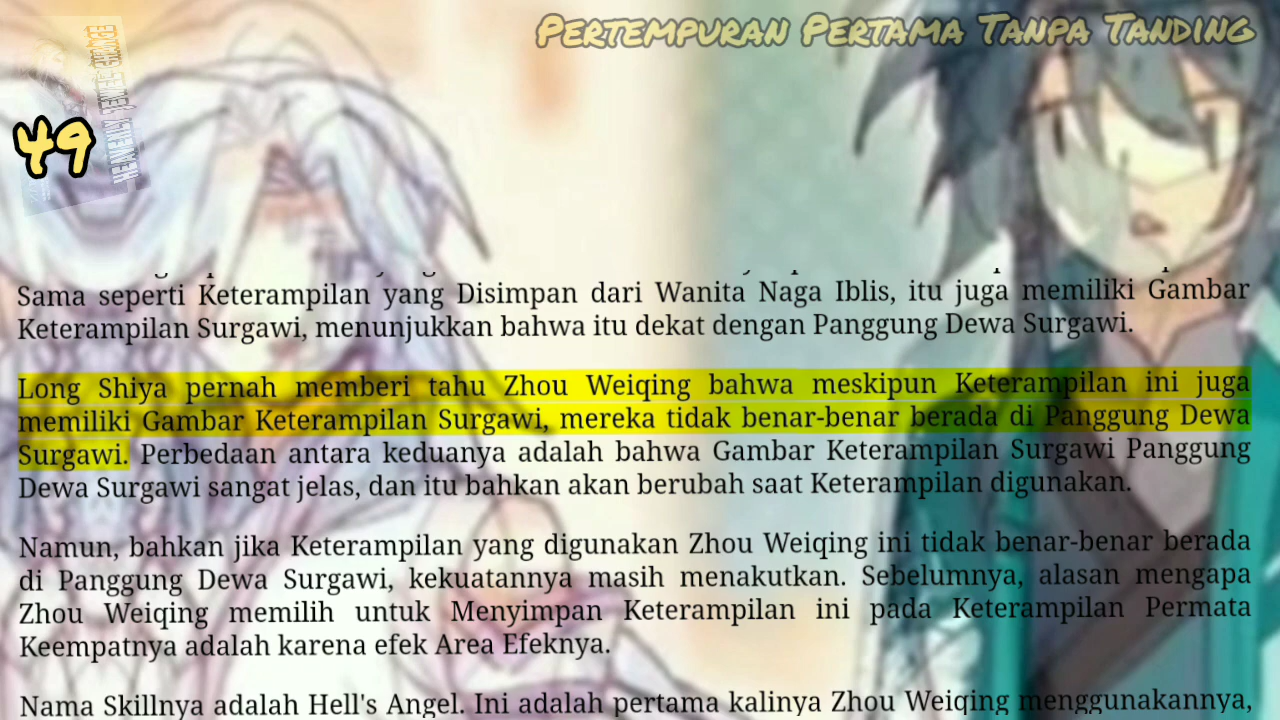 Pertempuran Pertama Tanpa Tanding
49
HEAVENLY JEWEL CHANGE
Sama seperti Keterampilan yang Disimpan dari Wanita Naga Iblis, itu juga memiliki Gambar
Keterampilan Surgawi, menunjukkan bahwa itu dekat dengan Panggung Dewa Surgawi.
Long Shiya pernah memberi tahu Zhou Weiqing bahwa meskipun Keterampilan ini juga
memiliki Gambar Keterampilan Surgawi, mereka tidak benar-benar berada di Panggung Dewa
Surgawi. Perbedaan antara keduanya adalah bahwa Gambar Keterampilan Surgawi Panggung
Dewa Surgawi sangat jelas, dan itu bahkan akan berubah saat Keterampilan digunakan.
Namun, bahkan jika Keterampilan yang digunakan Zhou Weiqing ini tidak benar-benar berada
di Panggung Dewa Surgawi, kekuatannya masih menakutkan. Sebelumnya, alasan mengapa
Zhou Weiqing memilih untuk Menyimpan Keterampilan ini pada Keterampilan Permata
Keempatnya adalah karena efek Area Efeknya.
Nama Skillnya adalah Hell's Angel. Ini adalah pertama kalinya Zhou Weiqing menggunakannya,